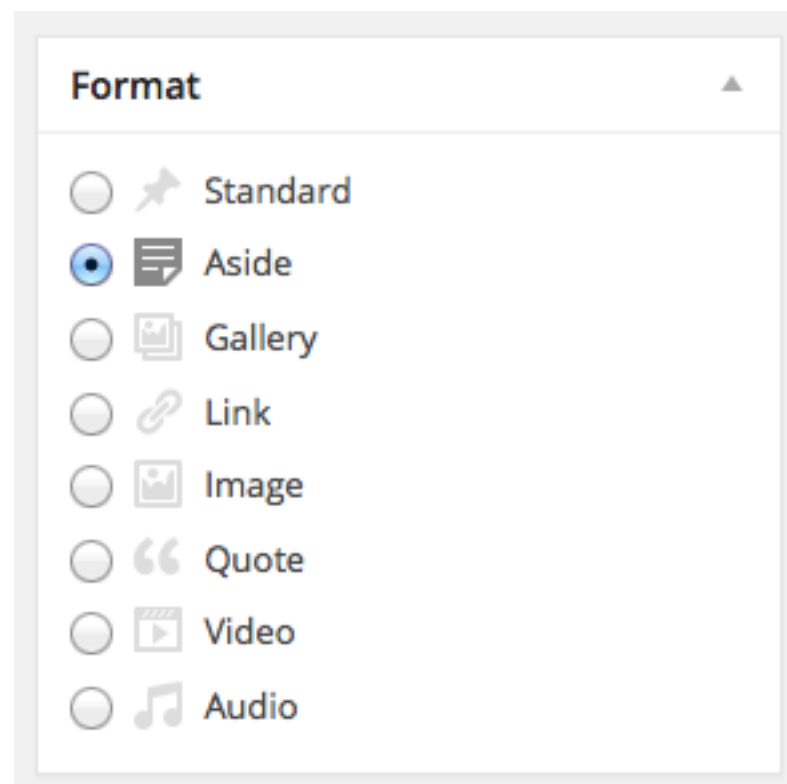 Format
Standard
Aside
Gallery
Link
Image
Quote
Video
Audio